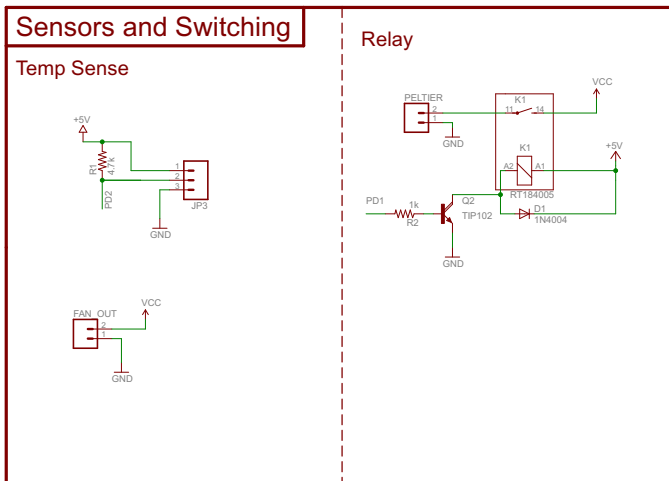 Sensors and Switching
Temp Sense
+5V
R1
4.7k
PD2
1
2
3
JP3
GND
FAN_OUT
VCC
2
1
GND
Relay
PELTIER
2
1
GND
K1
11
14
VCC
K1
A2
A1
+5V
RT184005
D1
1N4004
PD1
1k
R2
Q2
TIP102
GND